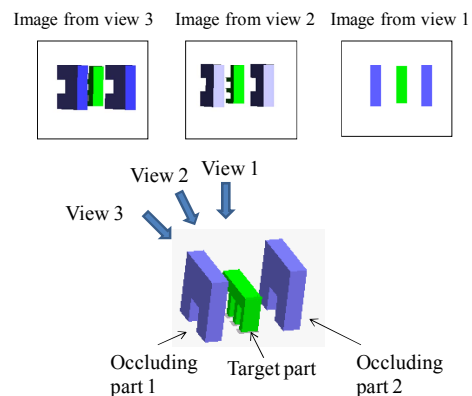 Image from view 3
Image from view 2
Image from view 1
View 1
View 2
View 3
Occluding
part 1
Target part
Occluding
part 2